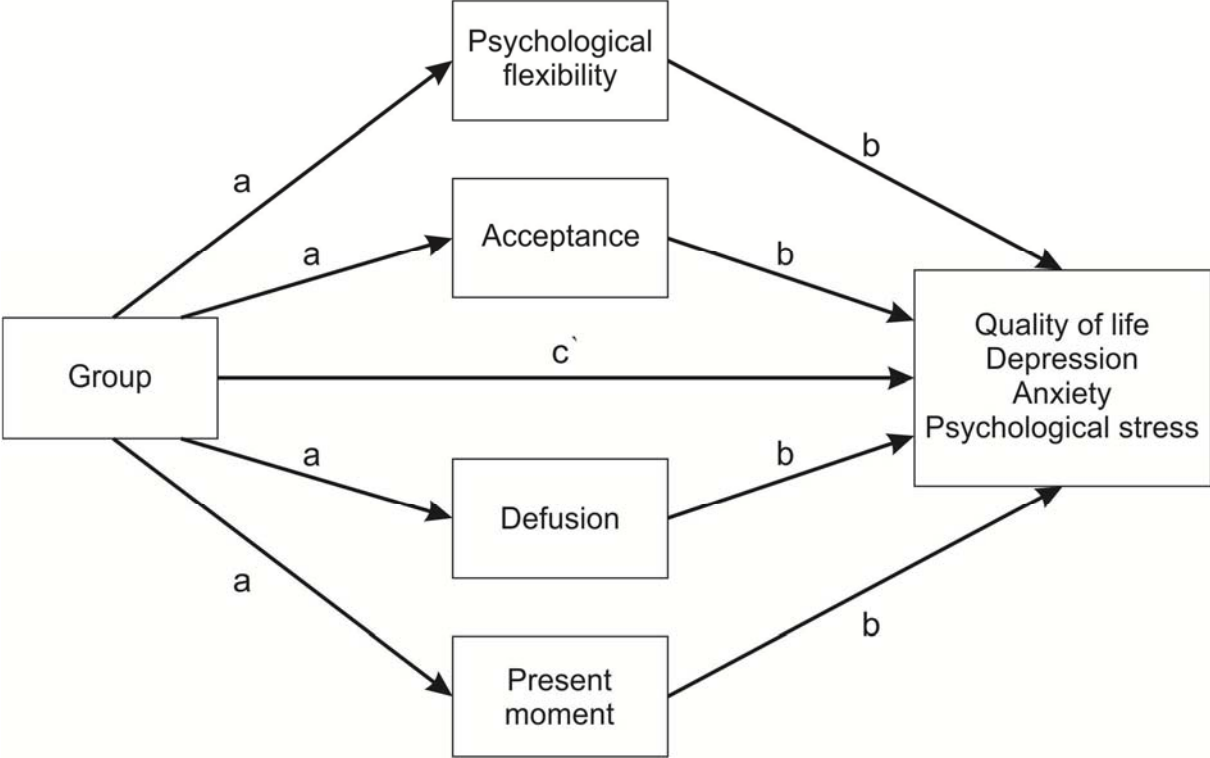 Psychological
flexibility
a
b
Acceptance
a
b
Group
c`
Quality of life
Depression
Anxiety
Psychological stress
a
b
Defusion
a
b
Present
moment